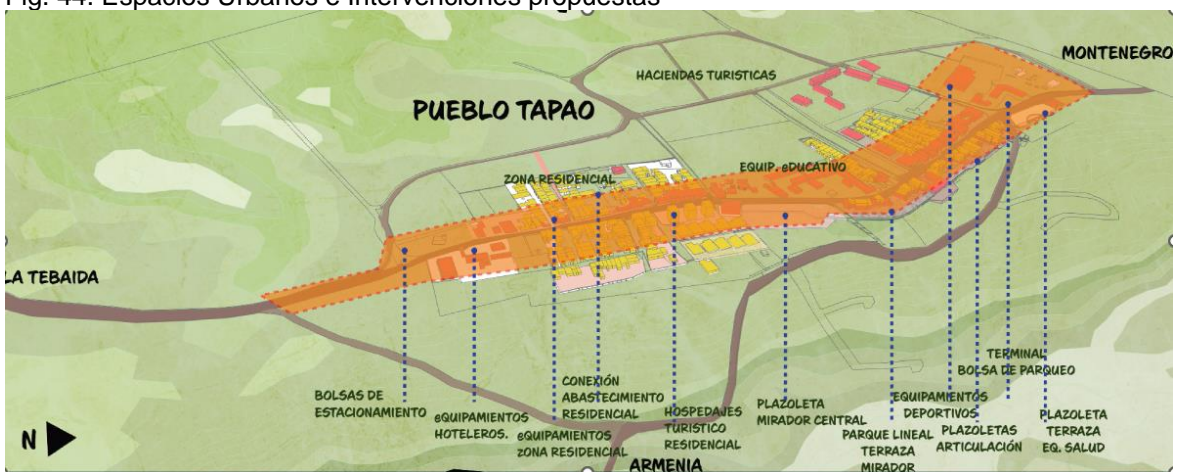 Fig. 44. Espacios Urbanos e Intervenciones propuestas
MONTENEGRO
HACIENDAS TURISTICAS
PUEBLO TAPAO
EQUIP. eDUCATIVO
ZONA RESIDENCIAL
LA TEBAIDA
BOLSAS DE
ESTACIONAMIENTO
eQUIPAMIENTOS
HOTELEROS.
eQUIPAMIENTOS
ZONA RESIDENCIAL
CONEXIÓN
ABASTECIMIENTO
RESIDENCIAL
HOSPEDAJES
TURISTICO
RESIDENCIAL
PLAZOLETA
MIRADOR CENTRAL
PARQUE LINEAL
TERRAZA
MIRADOR
EQUIPAMIENTOS
DEPORTIVOS
PLAZOLETAS
ARTICULACIÓN
TERMINAL
BOLSA DE PARQUEO
PLAZOLETA
TERRAZA
EQ. SALUD
N
ARMENIA